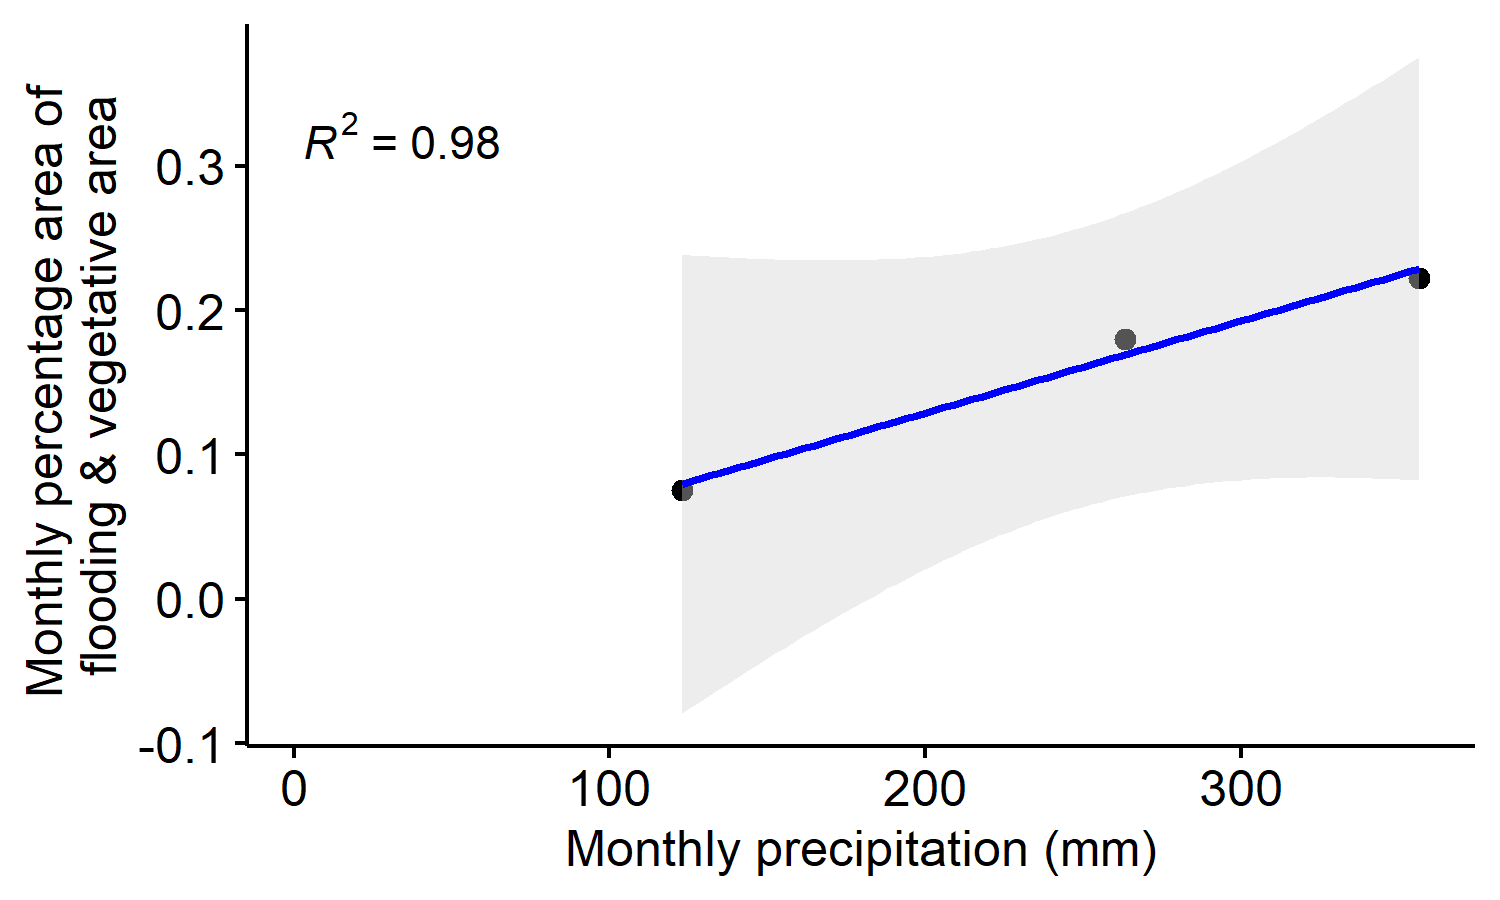 Monthly percentage area of
flooding & vegetative area
R² = 0.98
0.3
0.2
0.1
0.0
-0.1
0 100 200 300
Monthly precipitation (mm)